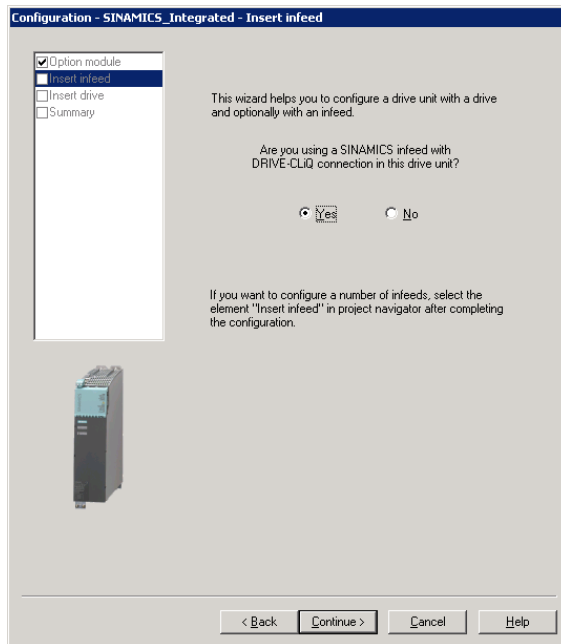 Configuration - SINAMICS_Integrated - Insert infeed
Option module
Insert infeed
Insert drive
Summary
This wizard helps you to configure a drive unit with a drive
and optionally with an infeed.
Are you using a SINAMICS infeed with
DRIVE-CLiQ connection in this drive unit?
Yes
No
If you want to configure a number of infeeds, select the
element "Insert infeed" in project navigator after completing
the configuration.
< Back
Continue >
Cancel
Help